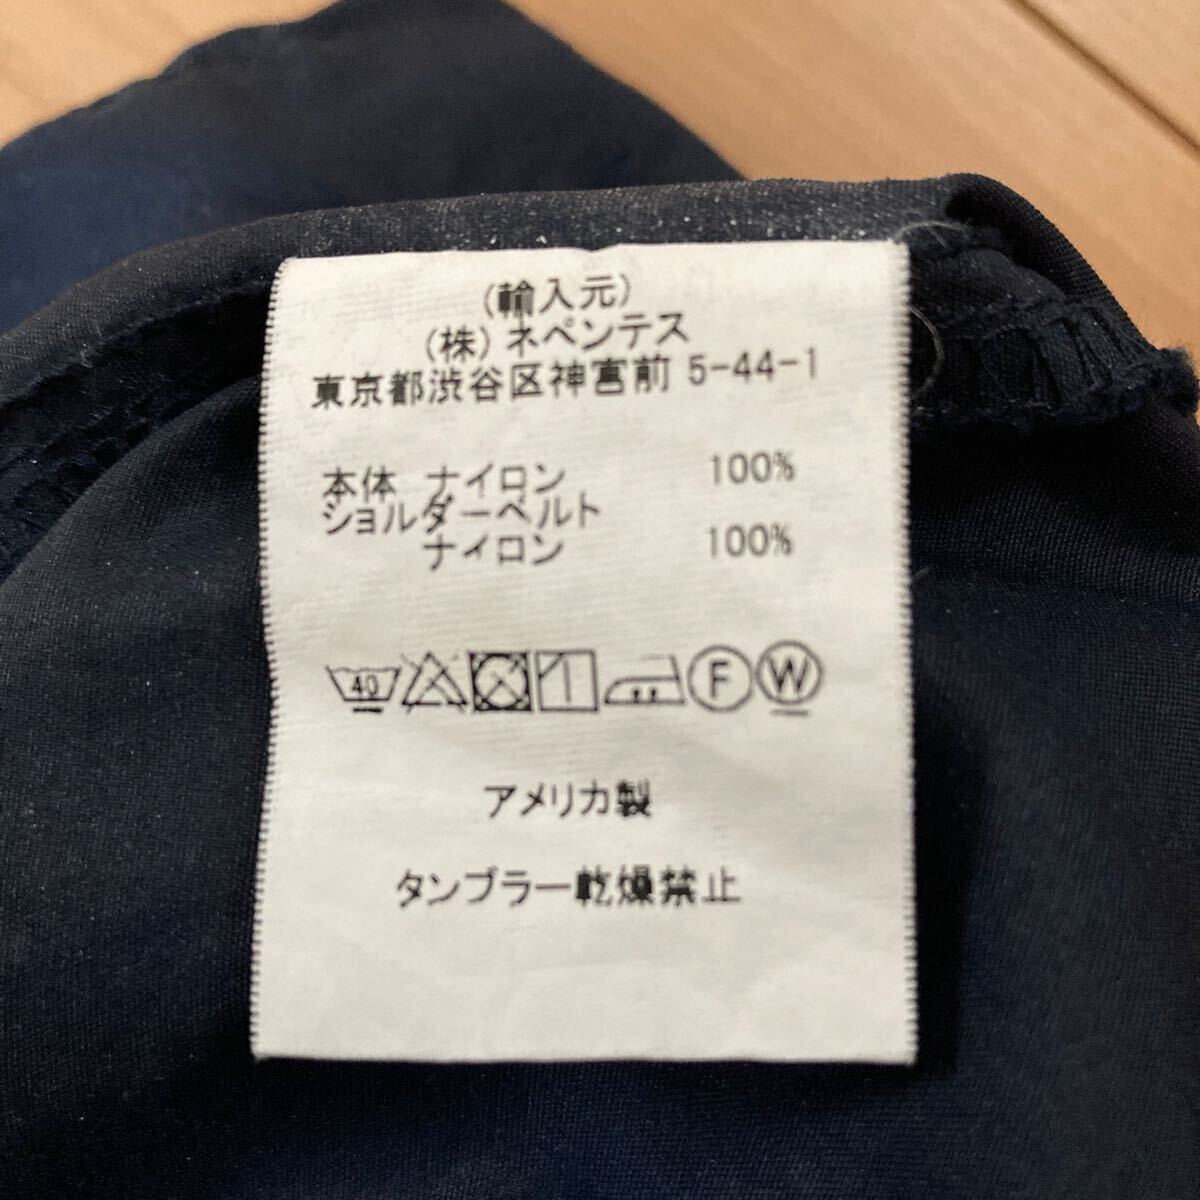 (輸入元)
(株)ネペンテス
東京都渋谷区神宮前 5-44-1
本体 ナイロン 100%
ショルダーベルト
ナイロン 100%
40 F W
アメリカ製
タンブラー乾燥禁止